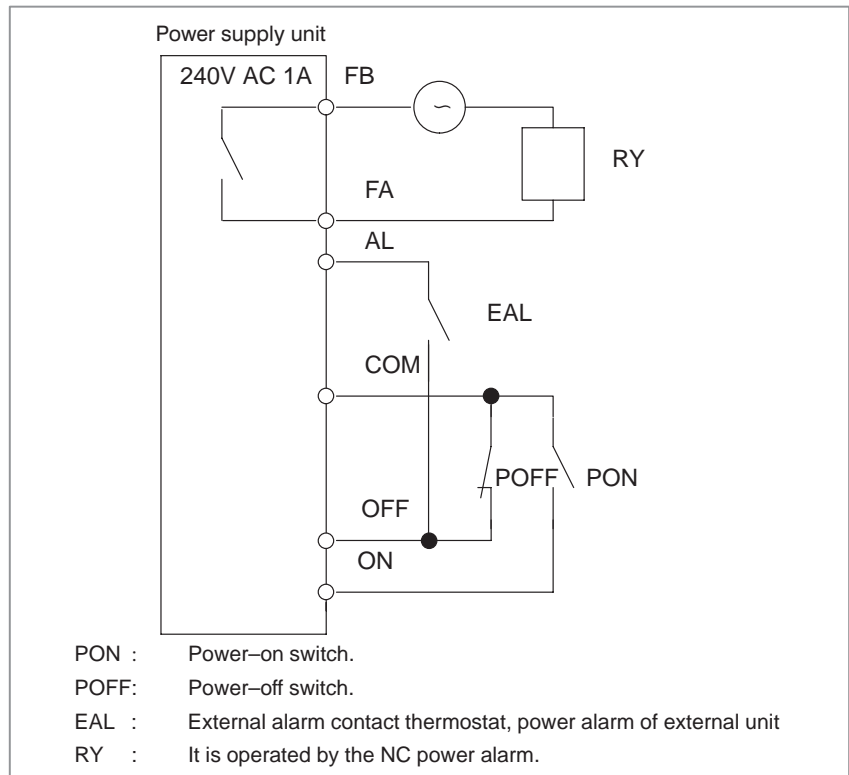 Power supply unit
240V AC 1A FB
RY
FA
AL
EAL
COM
POFF PON
OFF
ON
PON : Power–on switch.
POFF: Power–off switch.
EAL : External alarm contact thermostat, power alarm of external unit
RY : It is operated by the NC power alarm.